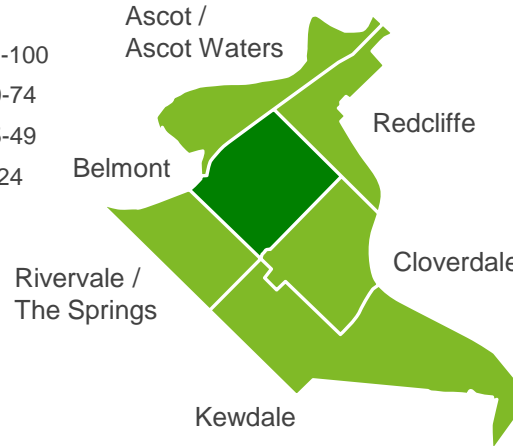 Ascot /
Ascot Waters
-100
-74
-49
24
Redcliffe
Belmont
Cloverdale
Rivervale /
The Springs
Kewdale